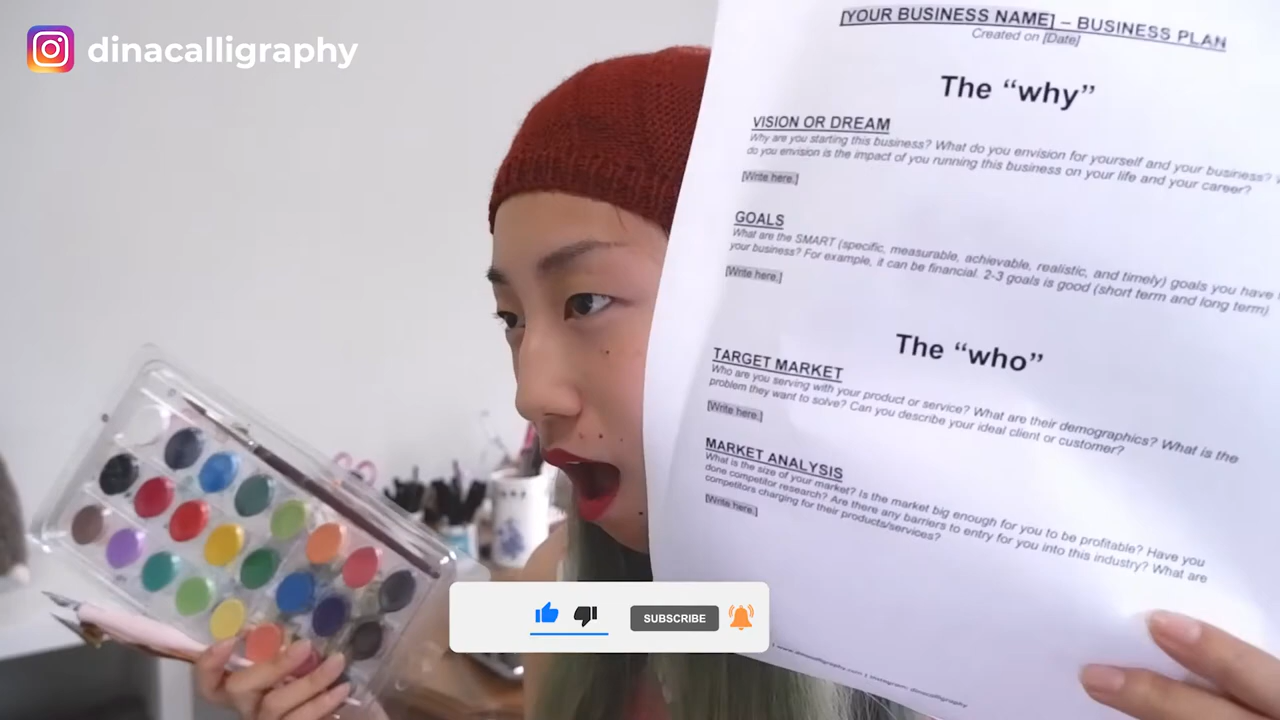 dinacalligraphy
[YOUR BUSINESS NAME] – BUSINESS PLAN
Created on [Date]
The “why”
VISION OR DREAM
Why are you starting this business? What do you envision for yourself and your business?
do you envision is the impact of you running this business on your life and your career?
[Write here.]
GOALS
What are the SMART (specific, measurable, achievable, realistic, and timely) goals you have
your business? For example, it can be financial. 2-3 goals is good (short term and long term)
[Write here.]
The “who”
TARGET MARKET
Who are you serving with your product or service? What are their demographics? What is the
problem they want to solve? Can you describe your ideal client or customer?
[Write here.]
MARKET ANALYSIS
What is the size of your market? Is the market big enough for you to be profitable? Have you
done competitor research? Are there any barriers to entry for you into this industry? What are
competitors charging for their products/services?
[Write here.]
SUBSCRIBE
| www.dinacalligraphy.com | Instagram: dinacalligraphy